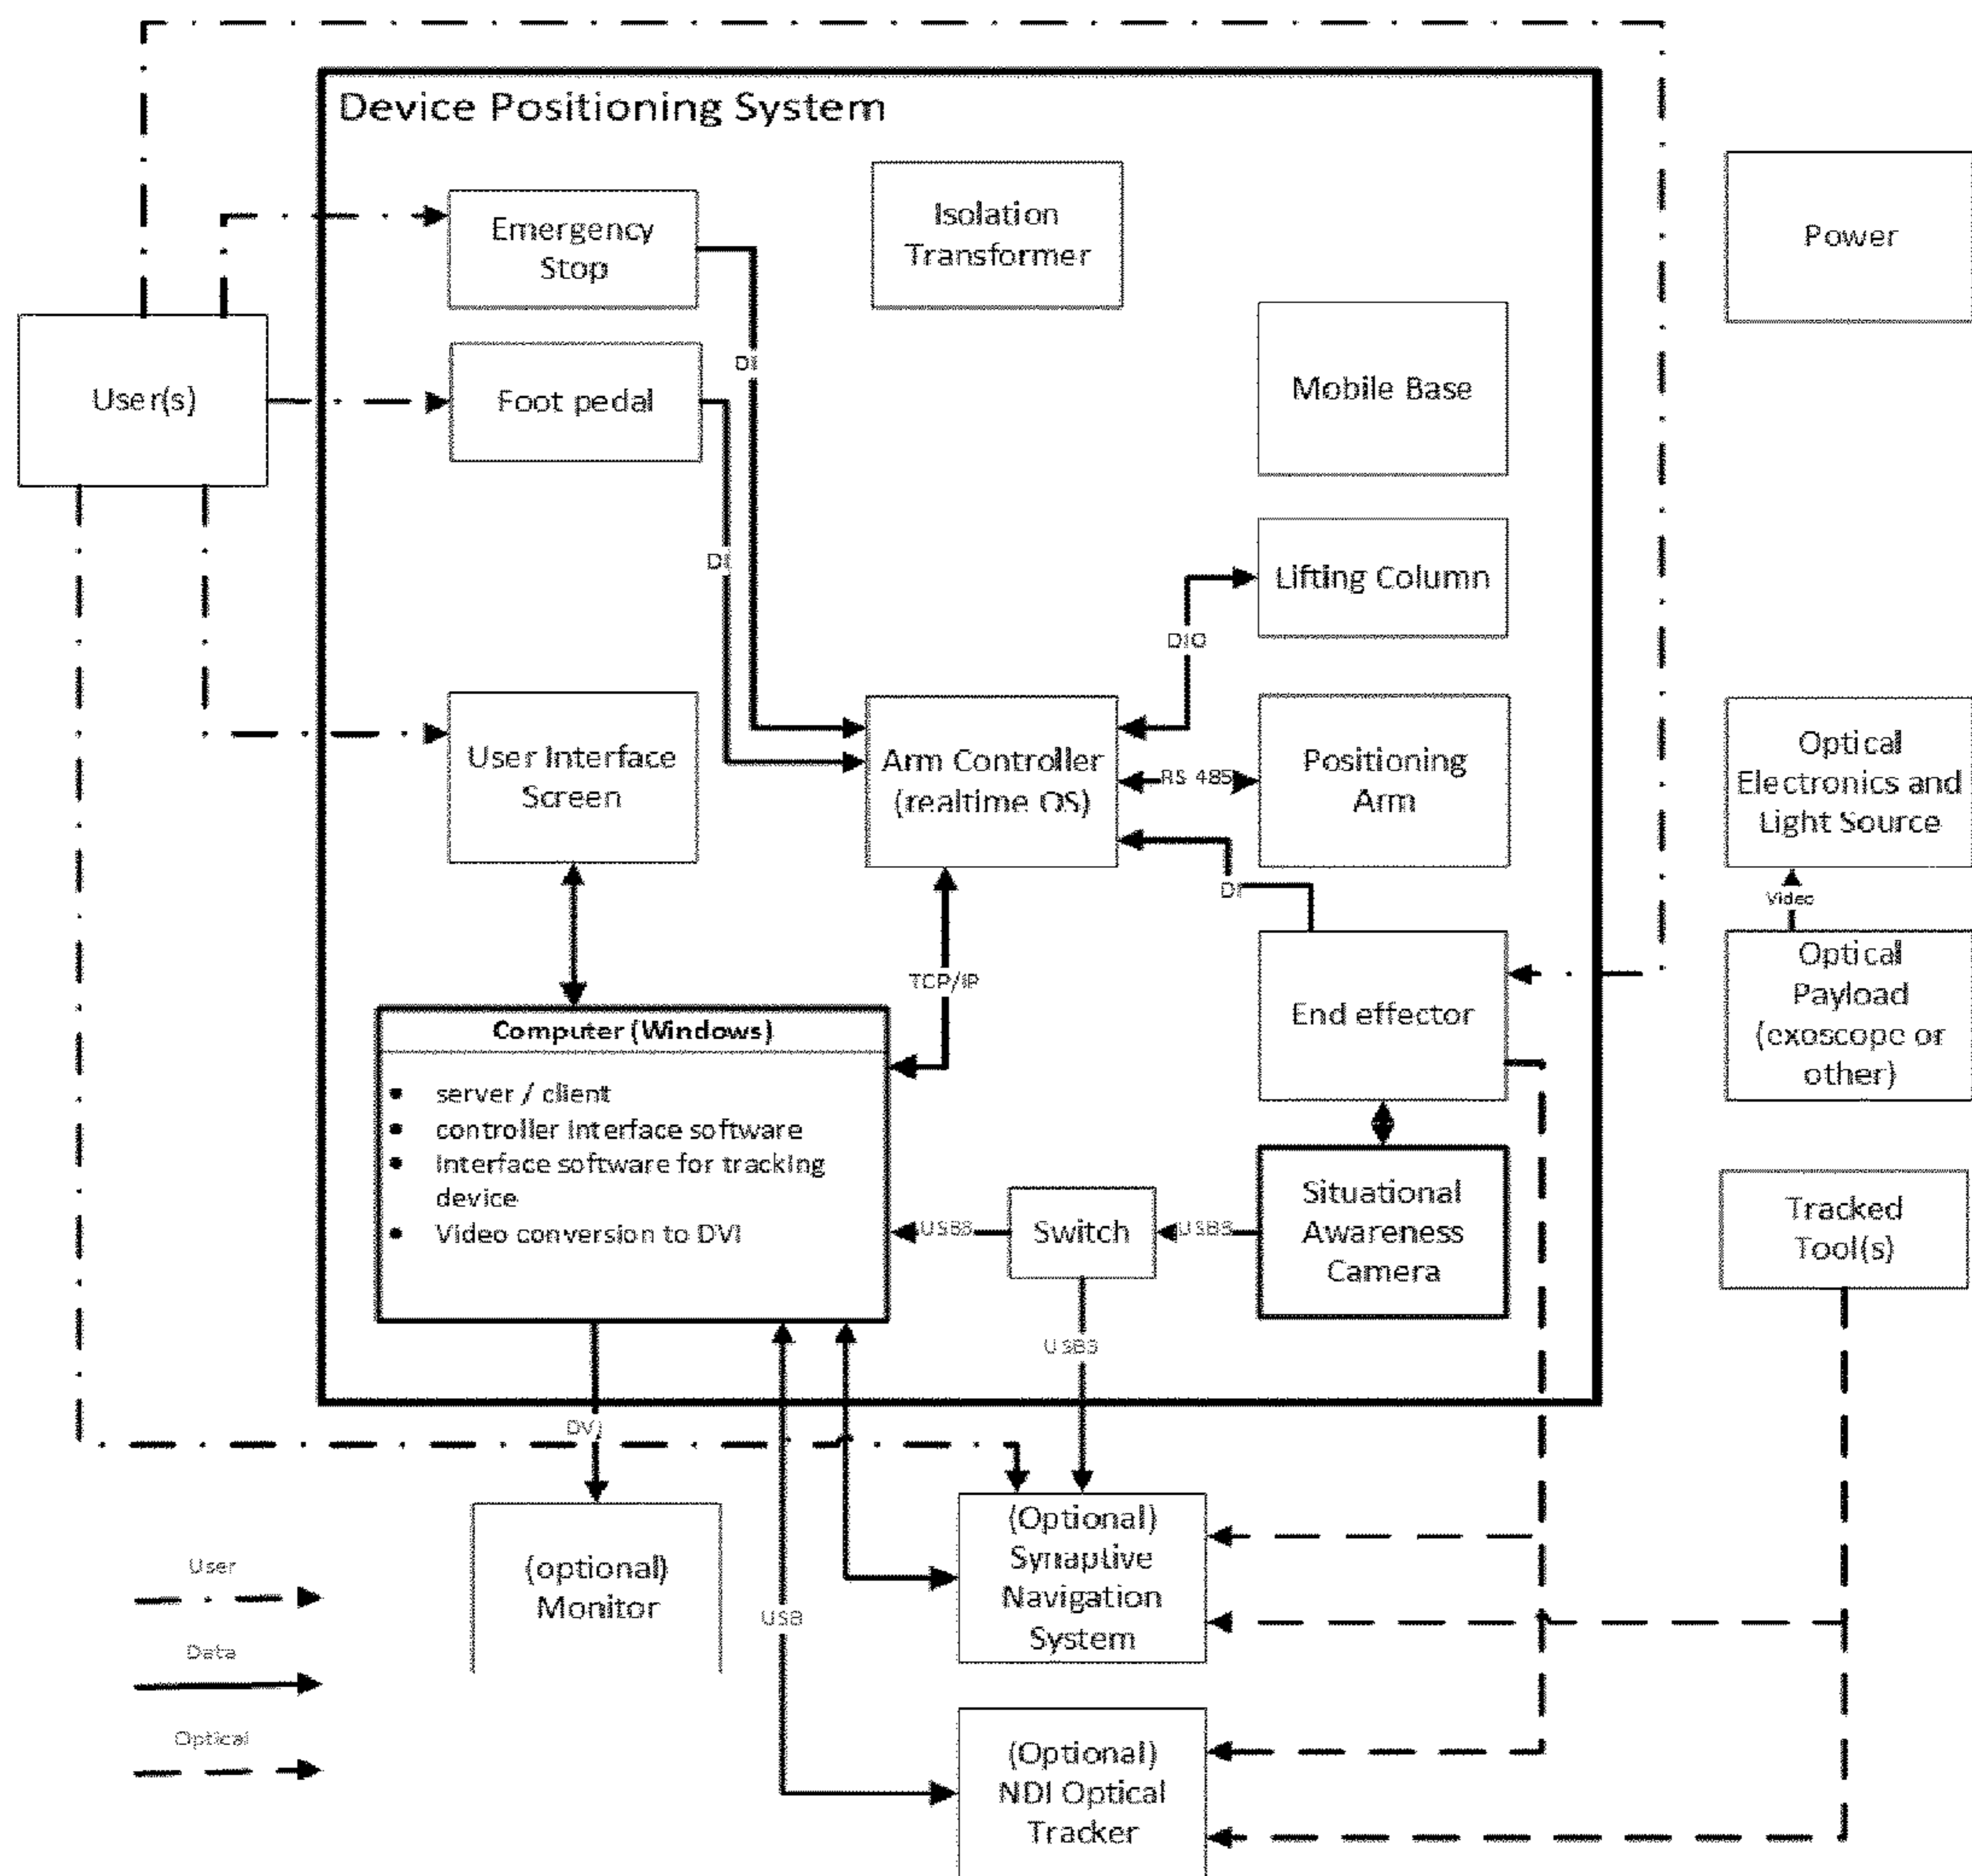 Device Positioning System
Emergency
Stop
Isolation
Transformer
Power
User(s)
Foot pedal
DI
Mobile Base
DI
Lifting Column
DIO
User Interface
Screen
Arm Controller
(realtime OS)
RS 485
Positioning
Arm
Optical
Electronics and
Light Source
DI
Video
TCP/IP
End effector
Optical
Payload
(exoscope or
other)
Computer (Windows)
• server / client
• controller interface software
• interface software for tracking
device
• Video conversion to DVI
USB3
Switch
USB3
Situational
Awareness
Camera
Tracked
Tool(s)
USB3
DVI
(optional)
Monitor
USB
(Optional)
Synaptive
Navigation
System
(Optional)
NDI Optical
Tracker
User
Data
Optical